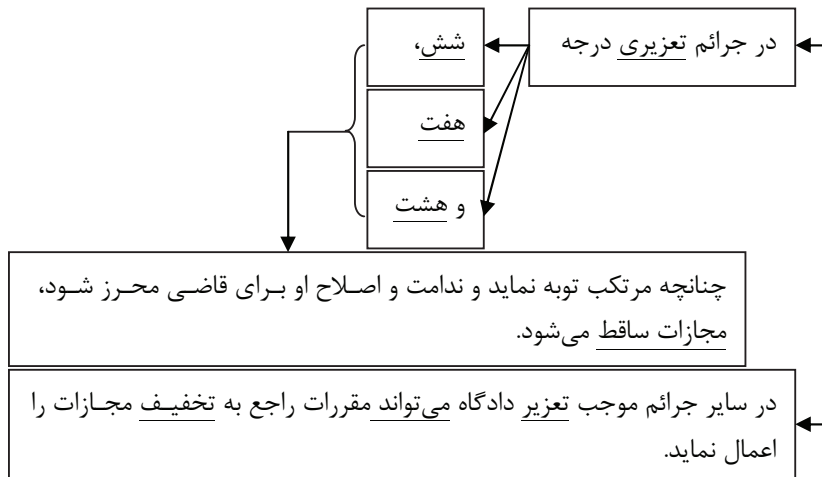 در جرائم تعزیری درجه
شش،
هفت
و هشت
چنانچه مرتکب توبه نماید و ندامت و اصلاح او برای قاضی محرز شود،
مجازات ساقط می‌شود.
در سایر جرائم موجب تعزیر دادگاه می‌تواند مقررات راجع به تخفیف مجازات را
اعمال نماید.